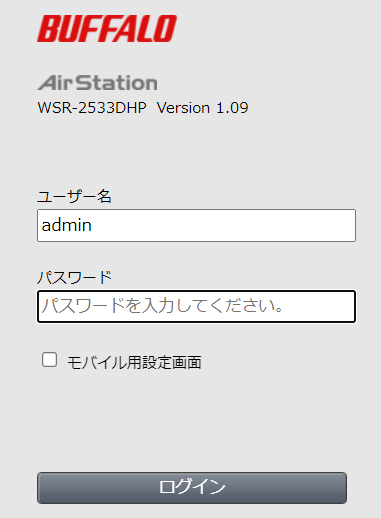 BUFFALO
AirStation
WSR-2533DHP Version 1.09
ユーザー名
admin
パスワード
パスワードを入力してください。
モバイル用設定画面
ログイン